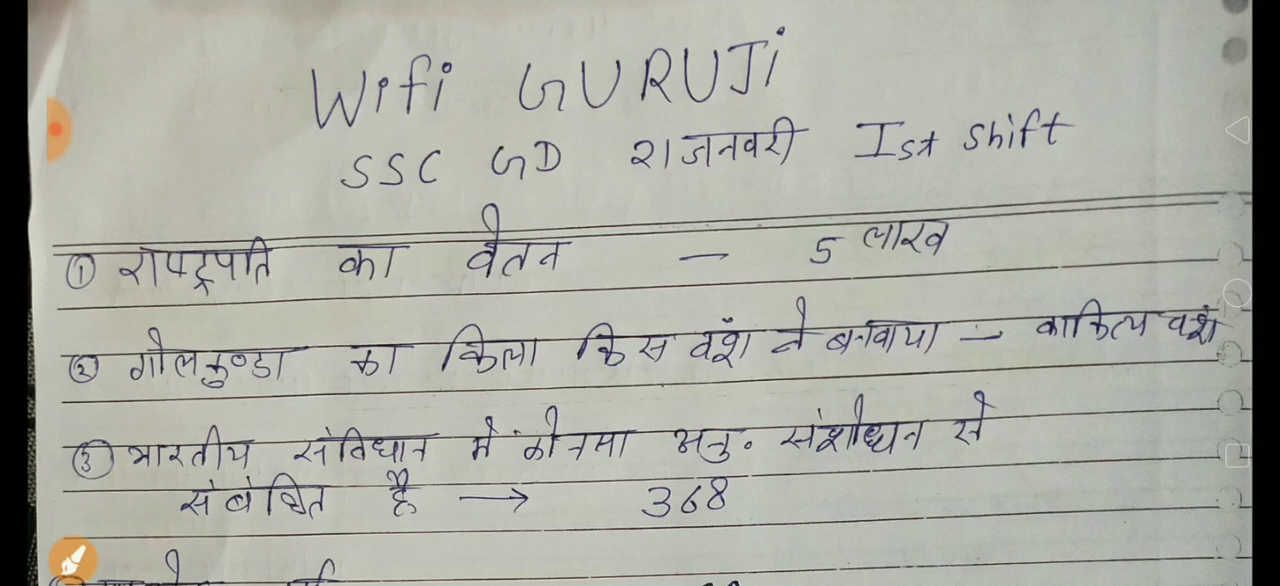 Wifi GURUJi
SSC GD 21 जनवरी Ist Shift
① राष्ट्रपति का वेतन – 5 लाख
② गोलकुण्डा का किला किस वंश ने बनवाया – काकित्य वंश
③ भारतीय संविधान में कौनसा अनु. संशोधन से
संबंधित है → 368